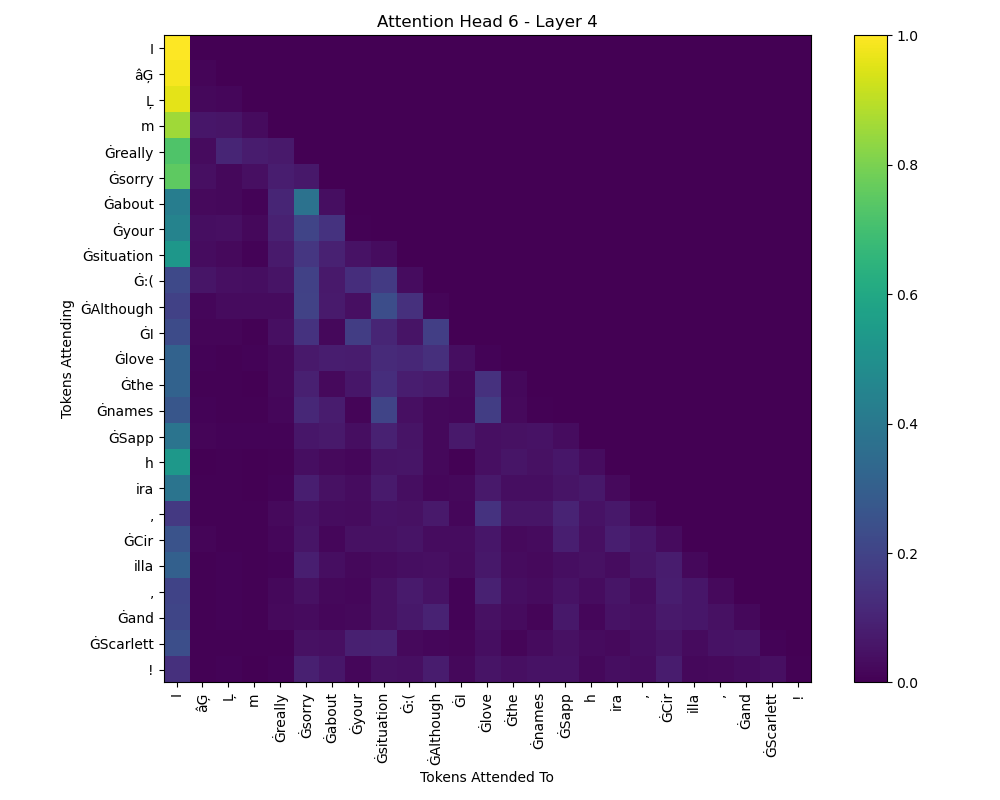 Attention Head 6 - Layer 4
Tokens Attending
I
âĢ
Ļ
m
Ġreally
Ġsorry
Ġabout
Ġyour
Ġsituation
Ġ:(
ĠAlthough
ĠI
Ġlove
Ġthe
Ġnames
ĠSapp
h
ira
,
ĠCir
illa
,
Ġand
ĠScarlett
!
I
âĢ
Ļ
m
Ġreally
Ġsorry
Ġabout
Ġyour
Ġsituation
Ġ:(
ĠAlthough
ĠI
Ġlove
Ġthe
Ġnames
ĠSapp
h
ira
,
ĠCir
illa
,
Ġand
ĠScarlett
!
Tokens Attended To
1.0
0.8
0.6
0.4
0.2
0.0